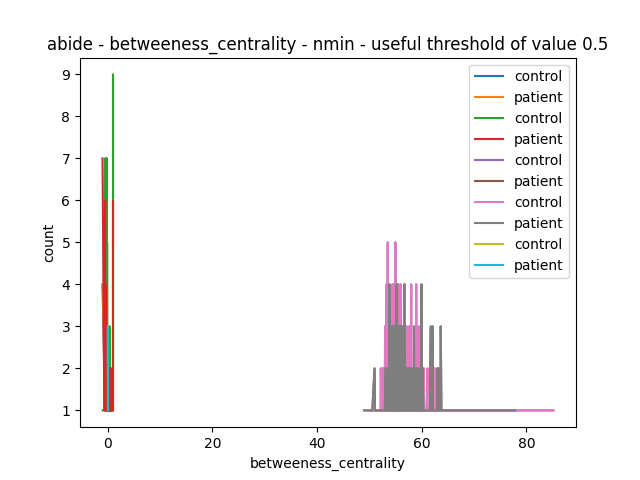 abide - betweeness_centrality - nmin - useful threshold of value 0.5
9
8
7
6
5
4
3
2
1
count
control
patient
control
patient
control
patient
control
patient
control
patient
0 20 40 60 80
betweeness_centrality